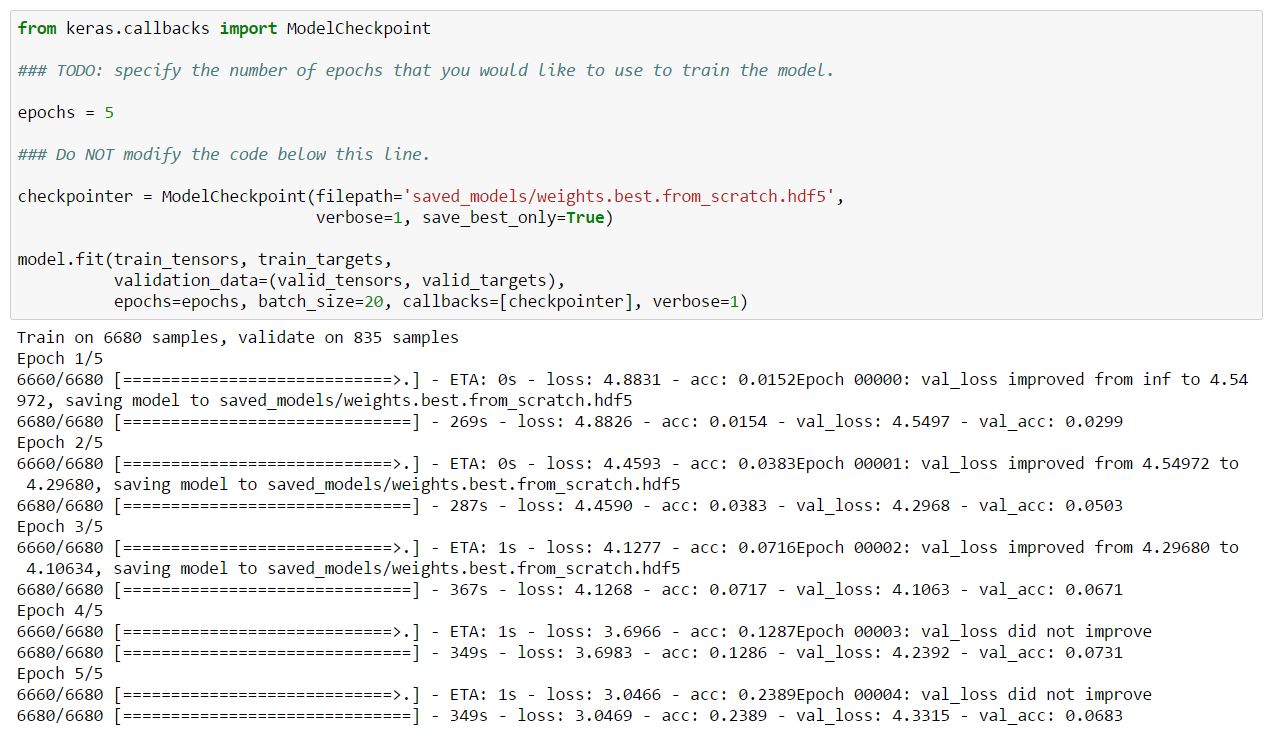 from keras.callbacks import ModelCheckpoint
### TODO: specify the number of epochs that you would like to use to train the model.
epochs = 5
### Do NOT modify the code below this line.
checkpointer = ModelCheckpoint(filepath='saved_models/weights.best.from_scratch.hdf5',
                               verbose=1, save_best_only=True)
model.fit(train_tensors, train_targets,
          validation_data=(valid_tensors, valid_targets),
          epochs=epochs, batch_size=20, callbacks=[checkpointer], verbose=1)
Train on 6680 samples, validate on 835 samples
Epoch 1/5
6660/6680 [============================>.] - ETA: 0s - loss: 4.8831 - acc: 0.0152Epoch 00000: val_loss improved from inf to 4.54
972, saving model to saved_models/weights.best.from_scratch.hdf5
6680/6680 [==============================] - 269s - loss: 4.8826 - acc: 0.0154 - val_loss: 4.5497 - val_acc: 0.0299
Epoch 2/5
6660/6680 [============================>.] - ETA: 0s - loss: 4.4593 - acc: 0.0383Epoch 00001: val_loss improved from 4.54972 to
 4.29680, saving model to saved_models/weights.best.from_scratch.hdf5
6680/6680 [==============================] - 287s - loss: 4.4590 - acc: 0.0383 - val_loss: 4.2968 - val_acc: 0.0503
Epoch 3/5
6660/6680 [============================>.] - ETA: 1s - loss: 4.1277 - acc: 0.0716Epoch 00002: val_loss improved from 4.29680 to
 4.10634, saving model to saved_models/weights.best.from_scratch.hdf5
6680/6680 [==============================] - 367s - loss: 4.1268 - acc: 0.0717 - val_loss: 4.1063 - val_acc: 0.0671
Epoch 4/5
6660/6680 [============================>.] - ETA: 1s - loss: 3.6966 - acc: 0.1287Epoch 00003: val_loss did not improve
6680/6680 [==============================] - 349s - loss: 3.6983 - acc: 0.1286 - val_loss: 4.2392 - val_acc: 0.0731
Epoch 5/5
6660/6680 [============================>.] - ETA: 1s - loss: 3.0466 - acc: 0.2389Epoch 00004: val_loss did not improve
6680/6680 [==============================] - 349s - loss: 3.0469 - acc: 0.2389 - val_loss: 4.3315 - val_acc: 0.0683